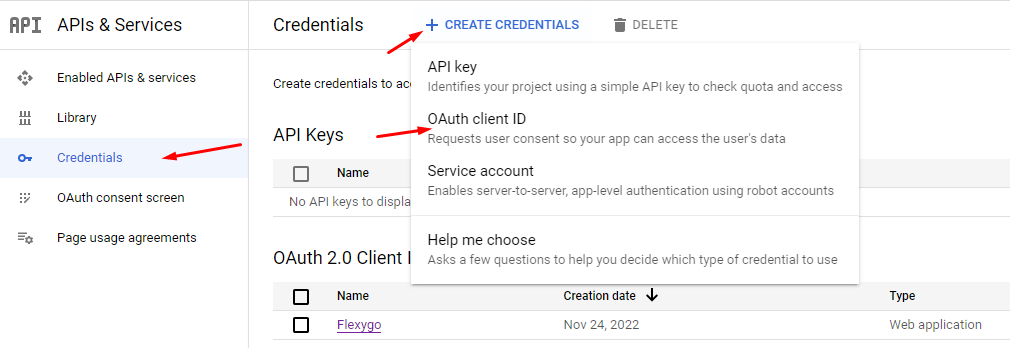 API APIs & Services
Credentials
CREATE CREDENTIALS
DELETE
Enabled APIs & services
Library
Credentials
OAuth consent screen
Page usage agreements
Create credentials to acc
API key
Identifies your project using a simple API key to check quota and access
OAuth client ID
Requests user consent so your app can access the user's data
Service account
Enables server-to-server, app-level authentication using robot accounts
Help me choose
Asks a few questions to help you decide which type of credential to use
API Keys
Name
No API keys to displa
OAuth 2.0 Client I
Name Creation date Type
Flexygo Nov 24, 2022 Web application